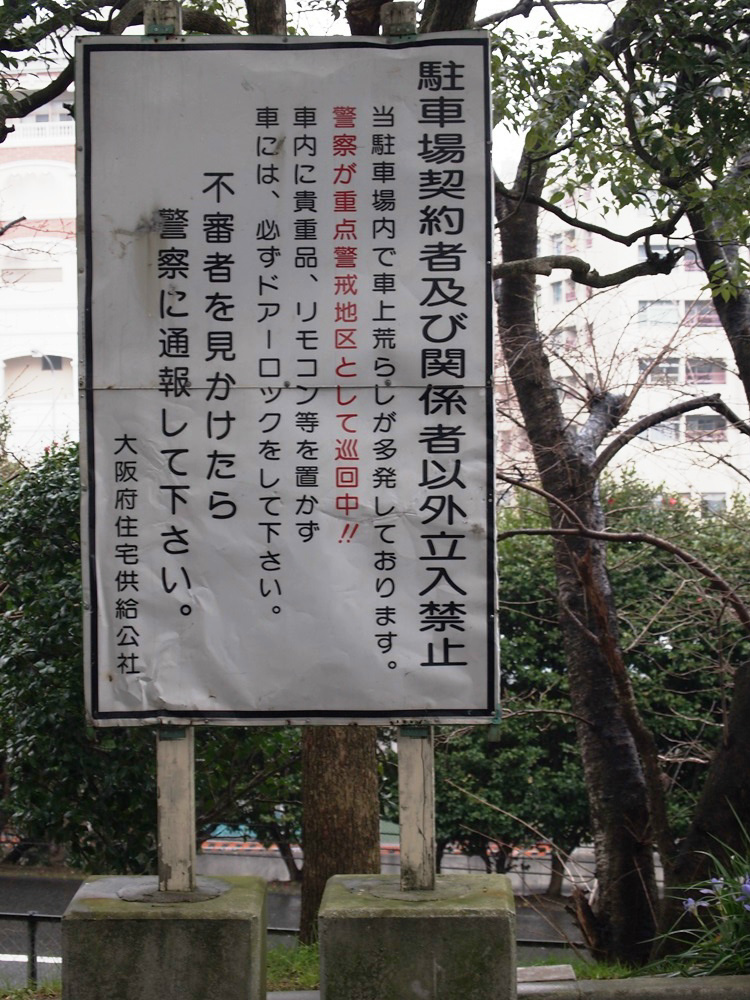 駐車場契約者及び関係者以外立入禁止
当駐車場内で車上荒らしが多発しております。
警察が重点警戒地区として巡回中!!
車内に貴重品、リモコン等を置かず
車には、必ずドアーロックをして下さい。
不審者を見かけたら
警察に通報して下さい。
大阪府住宅供給公社